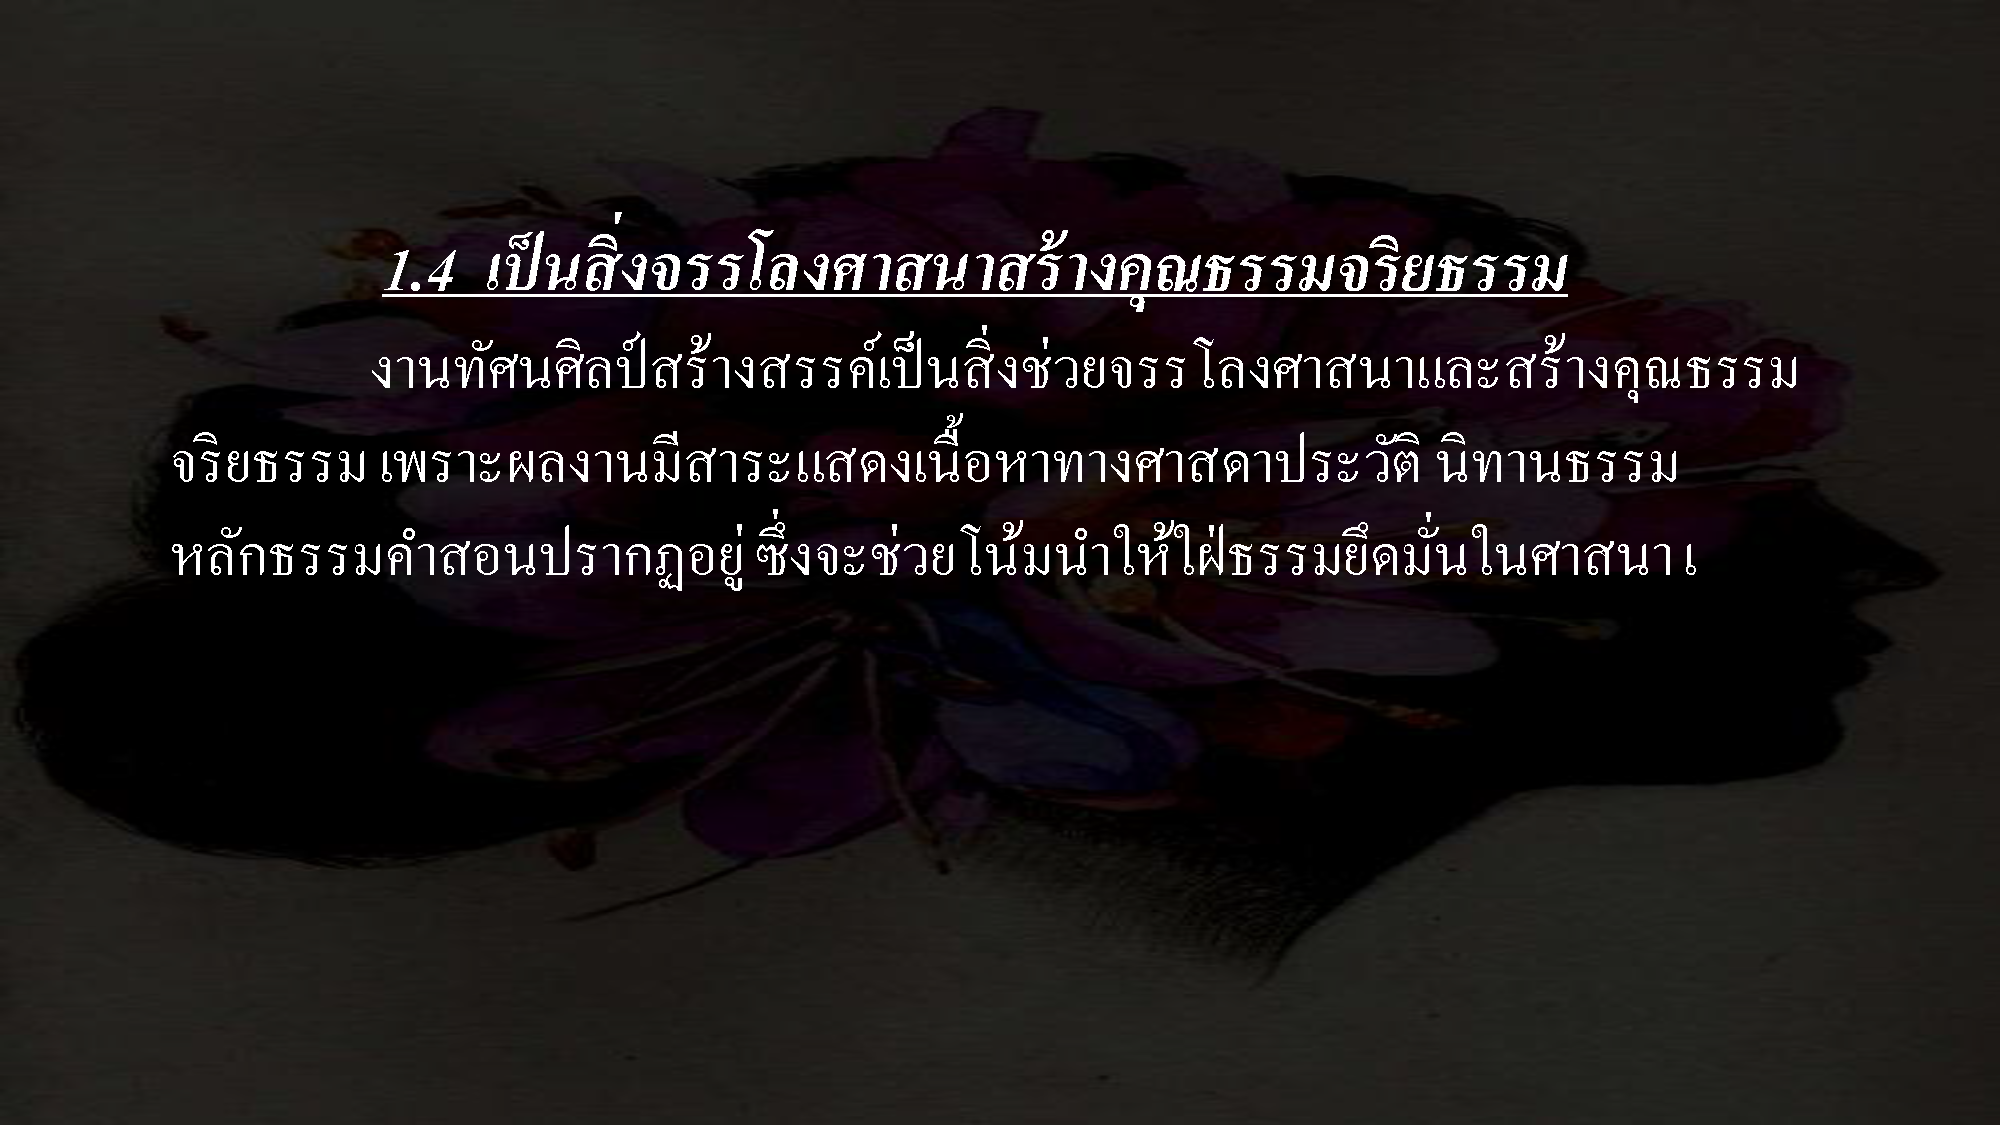 1.4 เป็นสิ่งจรรโลงศาสนาสร้างคุณธรรมจริยธรรม
งานทัศนศิลป์สร้างสรรค์เป็นสิ่งช่วยจรรโลงศาสนาและสร้างคุณธรรม
จริยธรรม เพราะผลงานมีสาระแสดงเนื้อหาทางศาสดาประวัติ นิทานธรรม
หลักธรรมคำสอนปรากฏอยู่ ซึ่งจะช่วยโน้มนำให้ใฝ่ธรรมยึดมั่นในศาสนา เ